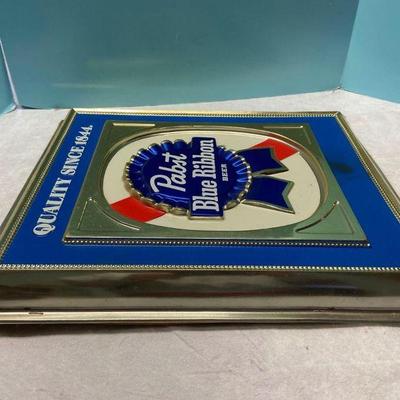 QUALITY SINCE 1844.
Pabst
Blue Ribbon
BEER